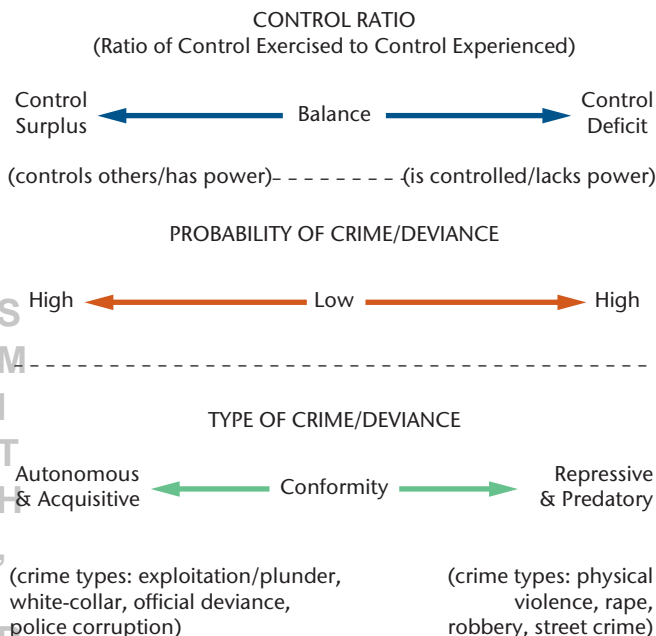 CONTROL RATIO
(Ratio of Control Exercised to Control Experienced)
Control Surplus
Balance
Control Deficit
(controls others/has power)
(is controlled/lacks power)
PROBABILITY OF CRIME/DEVIANCE
High
Low
High
TYPE OF CRIME/DEVIANCE
Autonomous
& Acquisitive
Conformity
Repressive
& Predatory
(crime types: exploitation/plunder,
white-collar, official deviance,
police corruption)
(crime types: physical
violence, rape,
robbery, street crime)
S
M
I
T
H
,